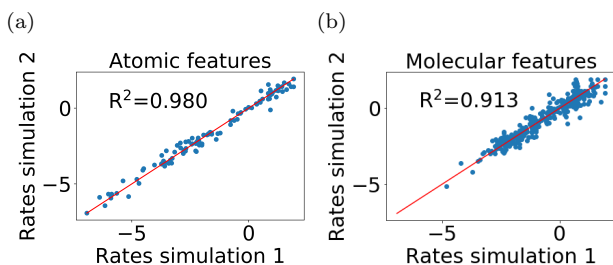 (a)
Atomic features
R²=0.980
Rates simulation 2
0
−5
−5
0
Rates simulation 1
(b)
Molecular features
R²=0.913
Rates simulation 2
0
−5
−5
0
Rates simulation 1